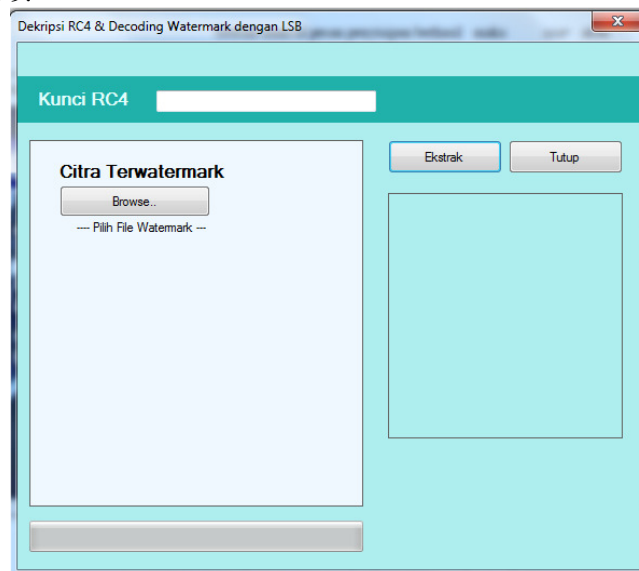 Dekripsi RC4 & Decoding Watermark dengan LSB
Kunci RC4
Citra Terwatermark
Browse..
---- Pilih File Watermark ---
Ekstrak
Tutup